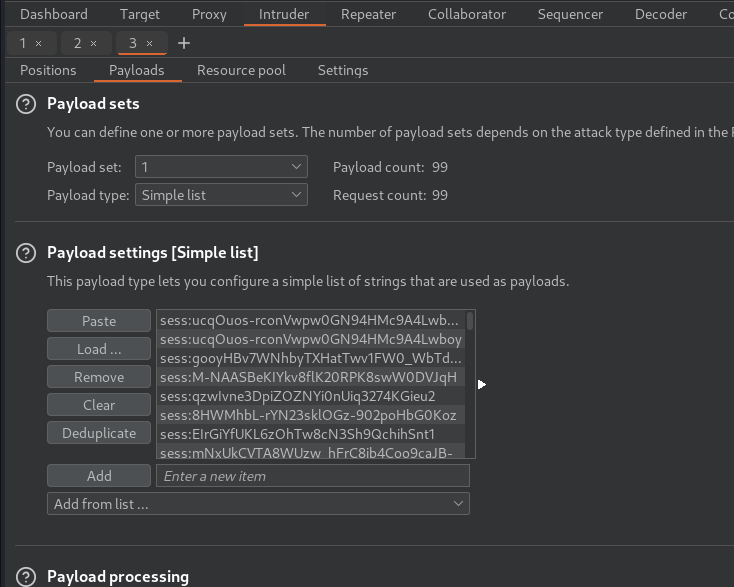 Dashboard Target Proxy Intruder Repeater Collaborator Sequencer Decoder Co
1 × 2 × 3 × +
Positions Payloads Resource pool Settings
? Payload sets
You can define one or more payload sets. The number of payload sets depends on the attack type defined in the
Payload set: 1 Payload count: 99
Payload type: Simple list Request count: 99
? Payload settings [Simple list]
This payload type lets you configure a simple list of strings that are used as payloads.
Paste
Load ...
Remove
Clear
Deduplicate
sess:ucqOuos-rconVwpw0GN94HMc9A4Lwb...
sess:ucqOuos-rconVwpw0GN94HMc9A4Lwboy
sess:gooyHBv7WNhbyTXHatTwv1FW0_WbTd...
sess:M-NAASBeKIYkv8flK20RPK8swW0DVJqH
sess:qzwIvne3DpiZOZNYi0nUiq3274KGieu2
sess:8HWMhbL-rYN23sklOGz-902poHbG0Koz
sess:EIrGiYfUKL6zOhTw8cN3Sh9QchihSnt1
sess:mNxUkCVTA8WUzw_hFrC8ib4Coo9caJB-
Add Enter a new item
Add from list ...
? Payload processing